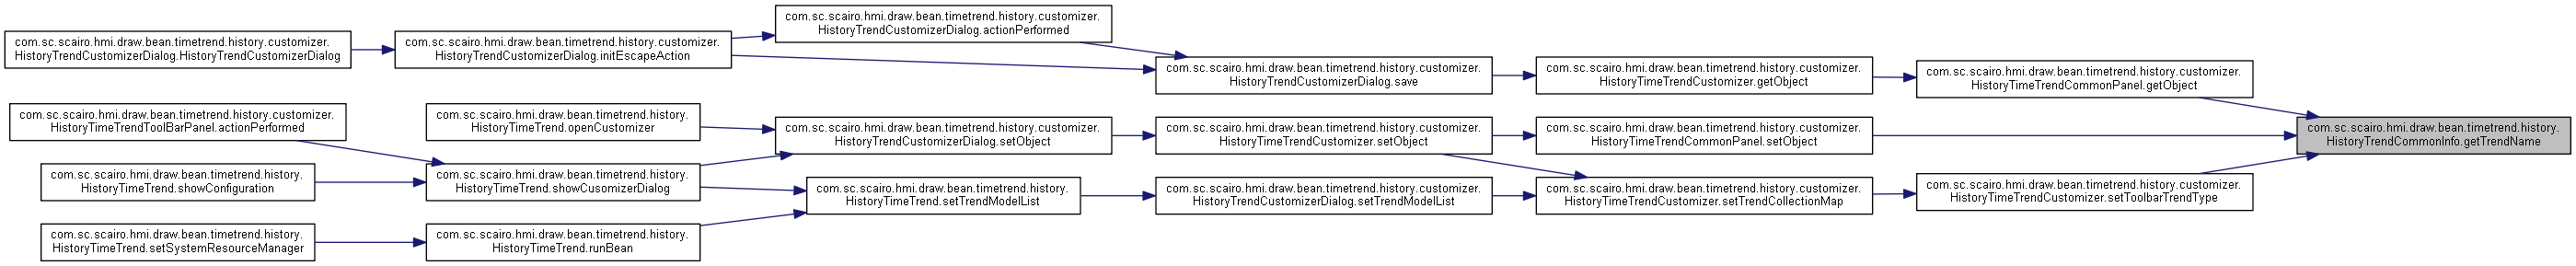 com.sc.scairo.hmi.draw.bean.timetrend.history.customizer.
HistoryTrendCustomizerDialog.HistoryTrendCustomizerDialog
com.sc.scairo.hmi.draw.bean.timetrend.history.customizer.
HistoryTrendCustomizerDialog.initEscapeAction
com.sc.scairo.hmi.draw.bean.timetrend.history.customizer.
HistoryTrendCustomizerDialog.actionPerformed
com.sc.scairo.hmi.draw.bean.timetrend.history.customizer.
HistoryTrendCustomizerDialog.save
com.sc.scairo.hmi.draw.bean.timetrend.history.customizer.
HistoryTimeTrendCustomizer.getObject
com.sc.scairo.hmi.draw.bean.timetrend.history.customizer.
HistoryTimeTrendCommonPanel.getObject
com.sc.scairo.hmi.draw.bean.timetrend.history.customizer.
HistoryTimeTrendToolBarPanel.actionPerformed
com.sc.scairo.hmi.draw.bean.timetrend.history.
HistoryTimeTrend.openCustomizer
com.sc.scairo.hmi.draw.bean.timetrend.history.customizer.
HistoryTrendCustomizerDialog.setObject
com.sc.scairo.hmi.draw.bean.timetrend.history.customizer.
HistoryTimeTrendCustomizer.setObject
com.sc.scairo.hmi.draw.bean.timetrend.history.customizer.
HistoryTimeTrendCommonPanel.setObject
com.sc.scairo.hmi.draw.bean.timetrend.history.
HistoryTrendCommonInfo.getTrendName
com.sc.scairo.hmi.draw.bean.timetrend.history.
HistoryTimeTrend.showConfiguration
com.sc.scairo.hmi.draw.bean.timetrend.history.
HistoryTimeTrend.showCusomizerDialog
com.sc.scairo.hmi.draw.bean.timetrend.history.
HistoryTimeTrend.setTrendModelList
com.sc.scairo.hmi.draw.bean.timetrend.history.customizer.
HistoryTrendCustomizerDialog.setTrendModelList
com.sc.scairo.hmi.draw.bean.timetrend.history.customizer.
HistoryTimeTrendCustomizer.setTrendCollectionMap
com.sc.scairo.hmi.draw.bean.timetrend.history.customizer.
HistoryTimeTrendCustomizer.setToolbarTrendType
com.sc.scairo.hmi.draw.bean.timetrend.history.
HistoryTimeTrend.setSystemResourceManager
com.sc.scairo.hmi.draw.bean.timetrend.history.
HistoryTimeTrend.runBean